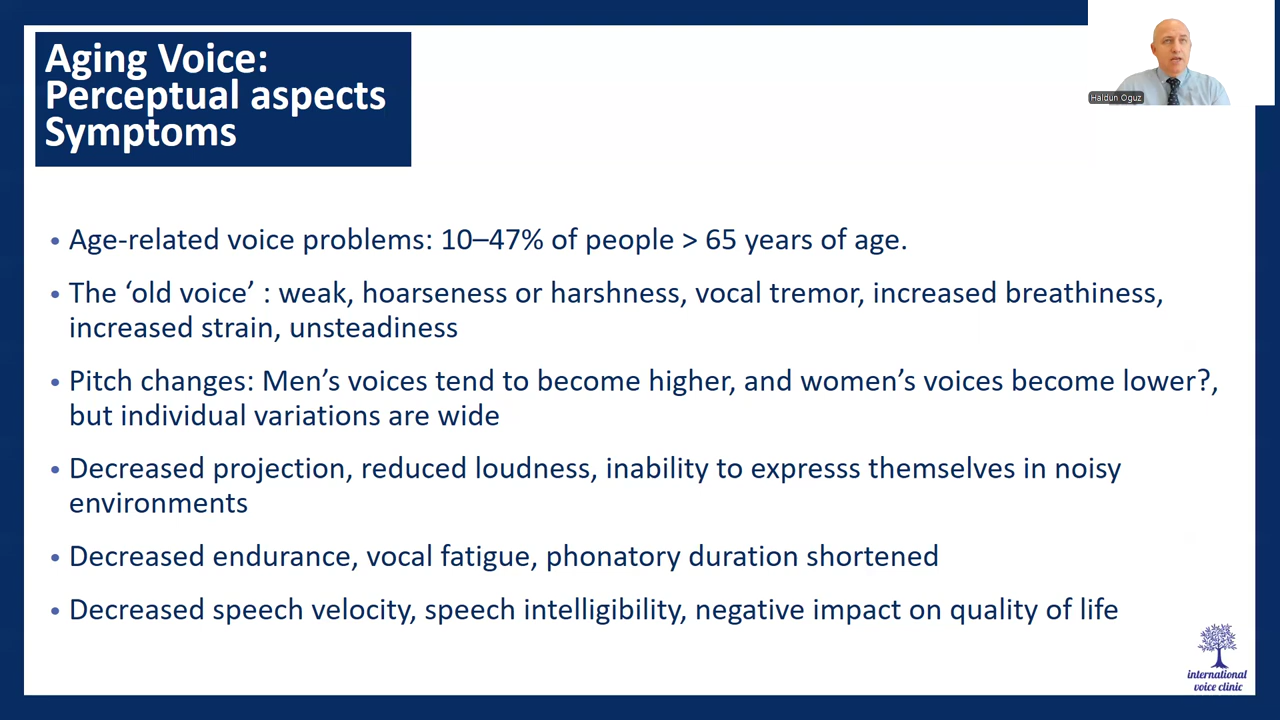 Aging Voice:
Perceptual aspects
Symptoms
Haldun Oguz
• Age-related voice problems: 10–47% of people > 65 years of age.
• The ‘old voice’ : weak, hoarseness or harshness, vocal tremor, increased breathiness,
increased strain, unsteadiness
• Pitch changes: Men’s voices tend to become higher, and women’s voices become lower?,
but individual variations are wide
• Decreased projection, reduced loudness, inability to expresss themselves in noisy
environments
• Decreased endurance, vocal fatigue, phonatory duration shortened
• Decreased speech velocity, speech intelligibility, negative impact on quality of life
international
voice clinic